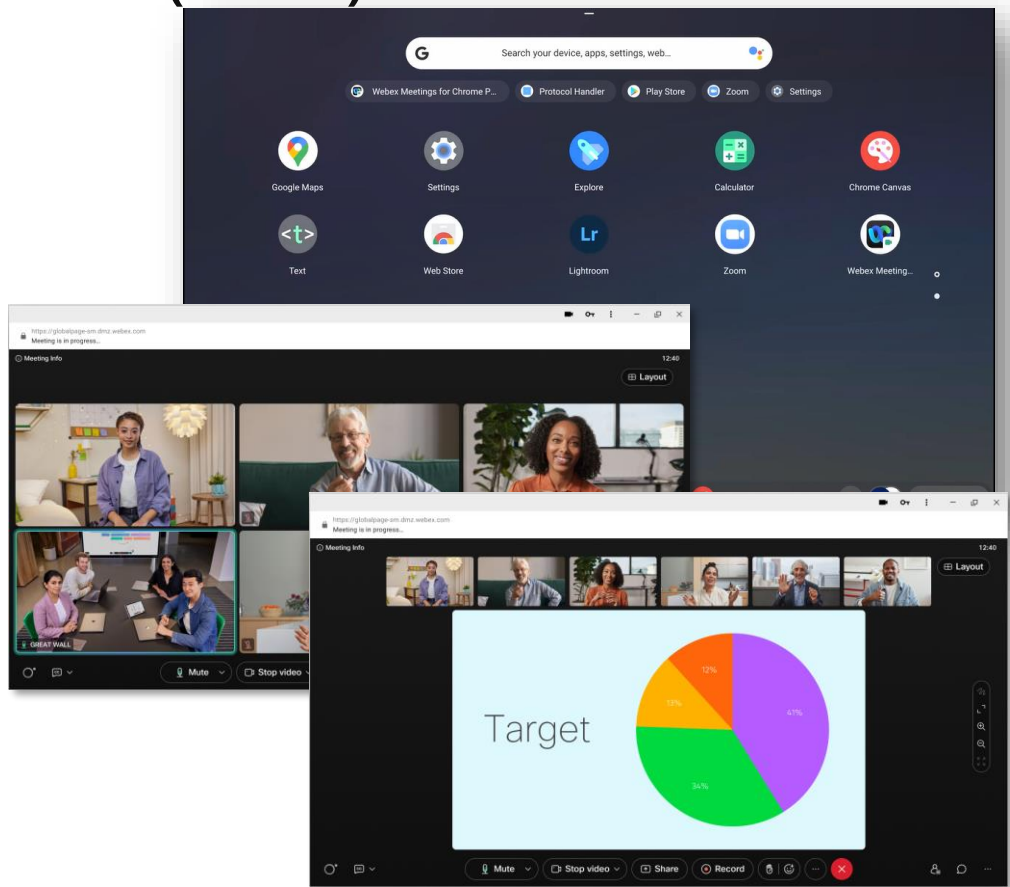 Search your device, apps, settings, web...
Webex Meetings for Chrome P... Protocol Handler Play Store Zoom Settings
Google Maps Settings Explore Calculator Chrome Canvas
<t> Lr
Text Web Store Lightroom Zoom Webex Meeting...
https://globalpage-sm.dmz.webex.com
Meeting is in progress...
Meeting Info 12:40
Layout
GREAT WALL
Mute Stop video
https://globalpage-sm.dmz.webex.com
Meeting is in progress...
Meeting Info 12:40
Layout
12%
13% 41%
Target
34%
Mute Stop video Share Record